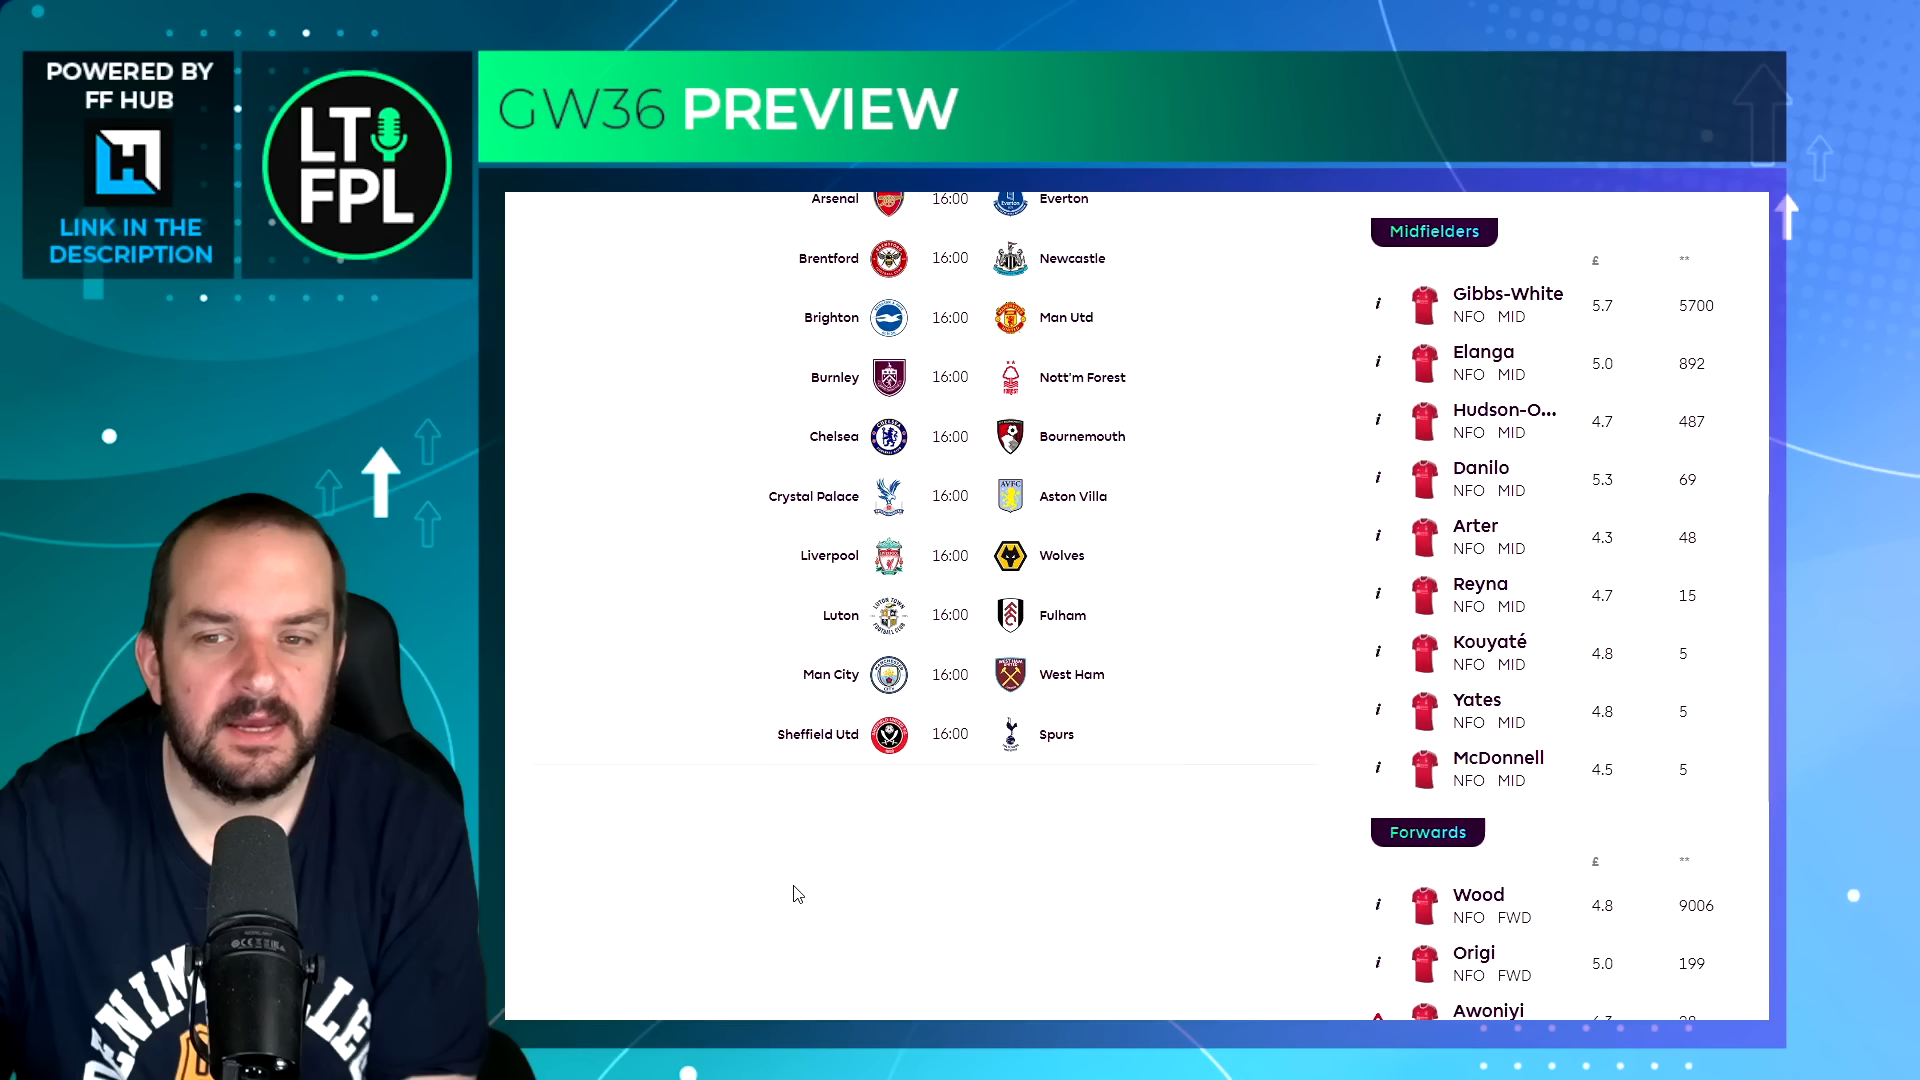 POWERED BY
FF HUB
LINK IN THE
DESCRIPTION
LT
FPL
GW36 PREVIEW
Arsenal 16:00 Everton
Brentford 16:00 Newcastle
Brighton 16:00 Man Utd
Burnley 16:00 Nott'm Forest
Chelsea 16:00 Bournemouth
Crystal Palace 16:00 Aston Villa
Liverpool 16:00 Wolves
Luton 16:00 Fulham
Man City 16:00 West Ham
Sheffield Utd 16:00 Spurs
Midfielders
£ **
i Gibbs-White 5.7 5700
NFO MID
i Elanga 5.0 892
NFO MID
i Hudson-O... 4.7 487
NFO MID
i Danilo 5.3 69
NFO MID
i Arter 4.3 48
NFO MID
i Reyna 4.7 15
NFO MID
i Kouyaté 4.8 5
NFO MID
i Yates 4.8 5
NFO MID
i McDonnell 4.5 5
NFO MID
Forwards
£ **
i Wood 4.8 9006
NFO FWD
i Origi 5.0 199
NFO FWD
Awoniyi